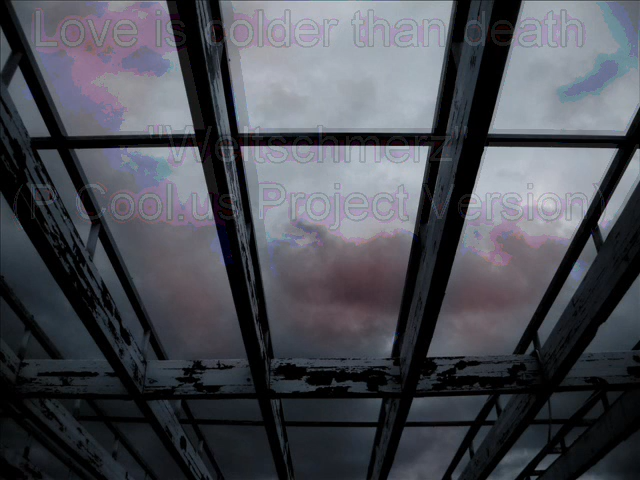 Love is colder than death
"Weltschmerz"
(P.Cool.us Project Version)